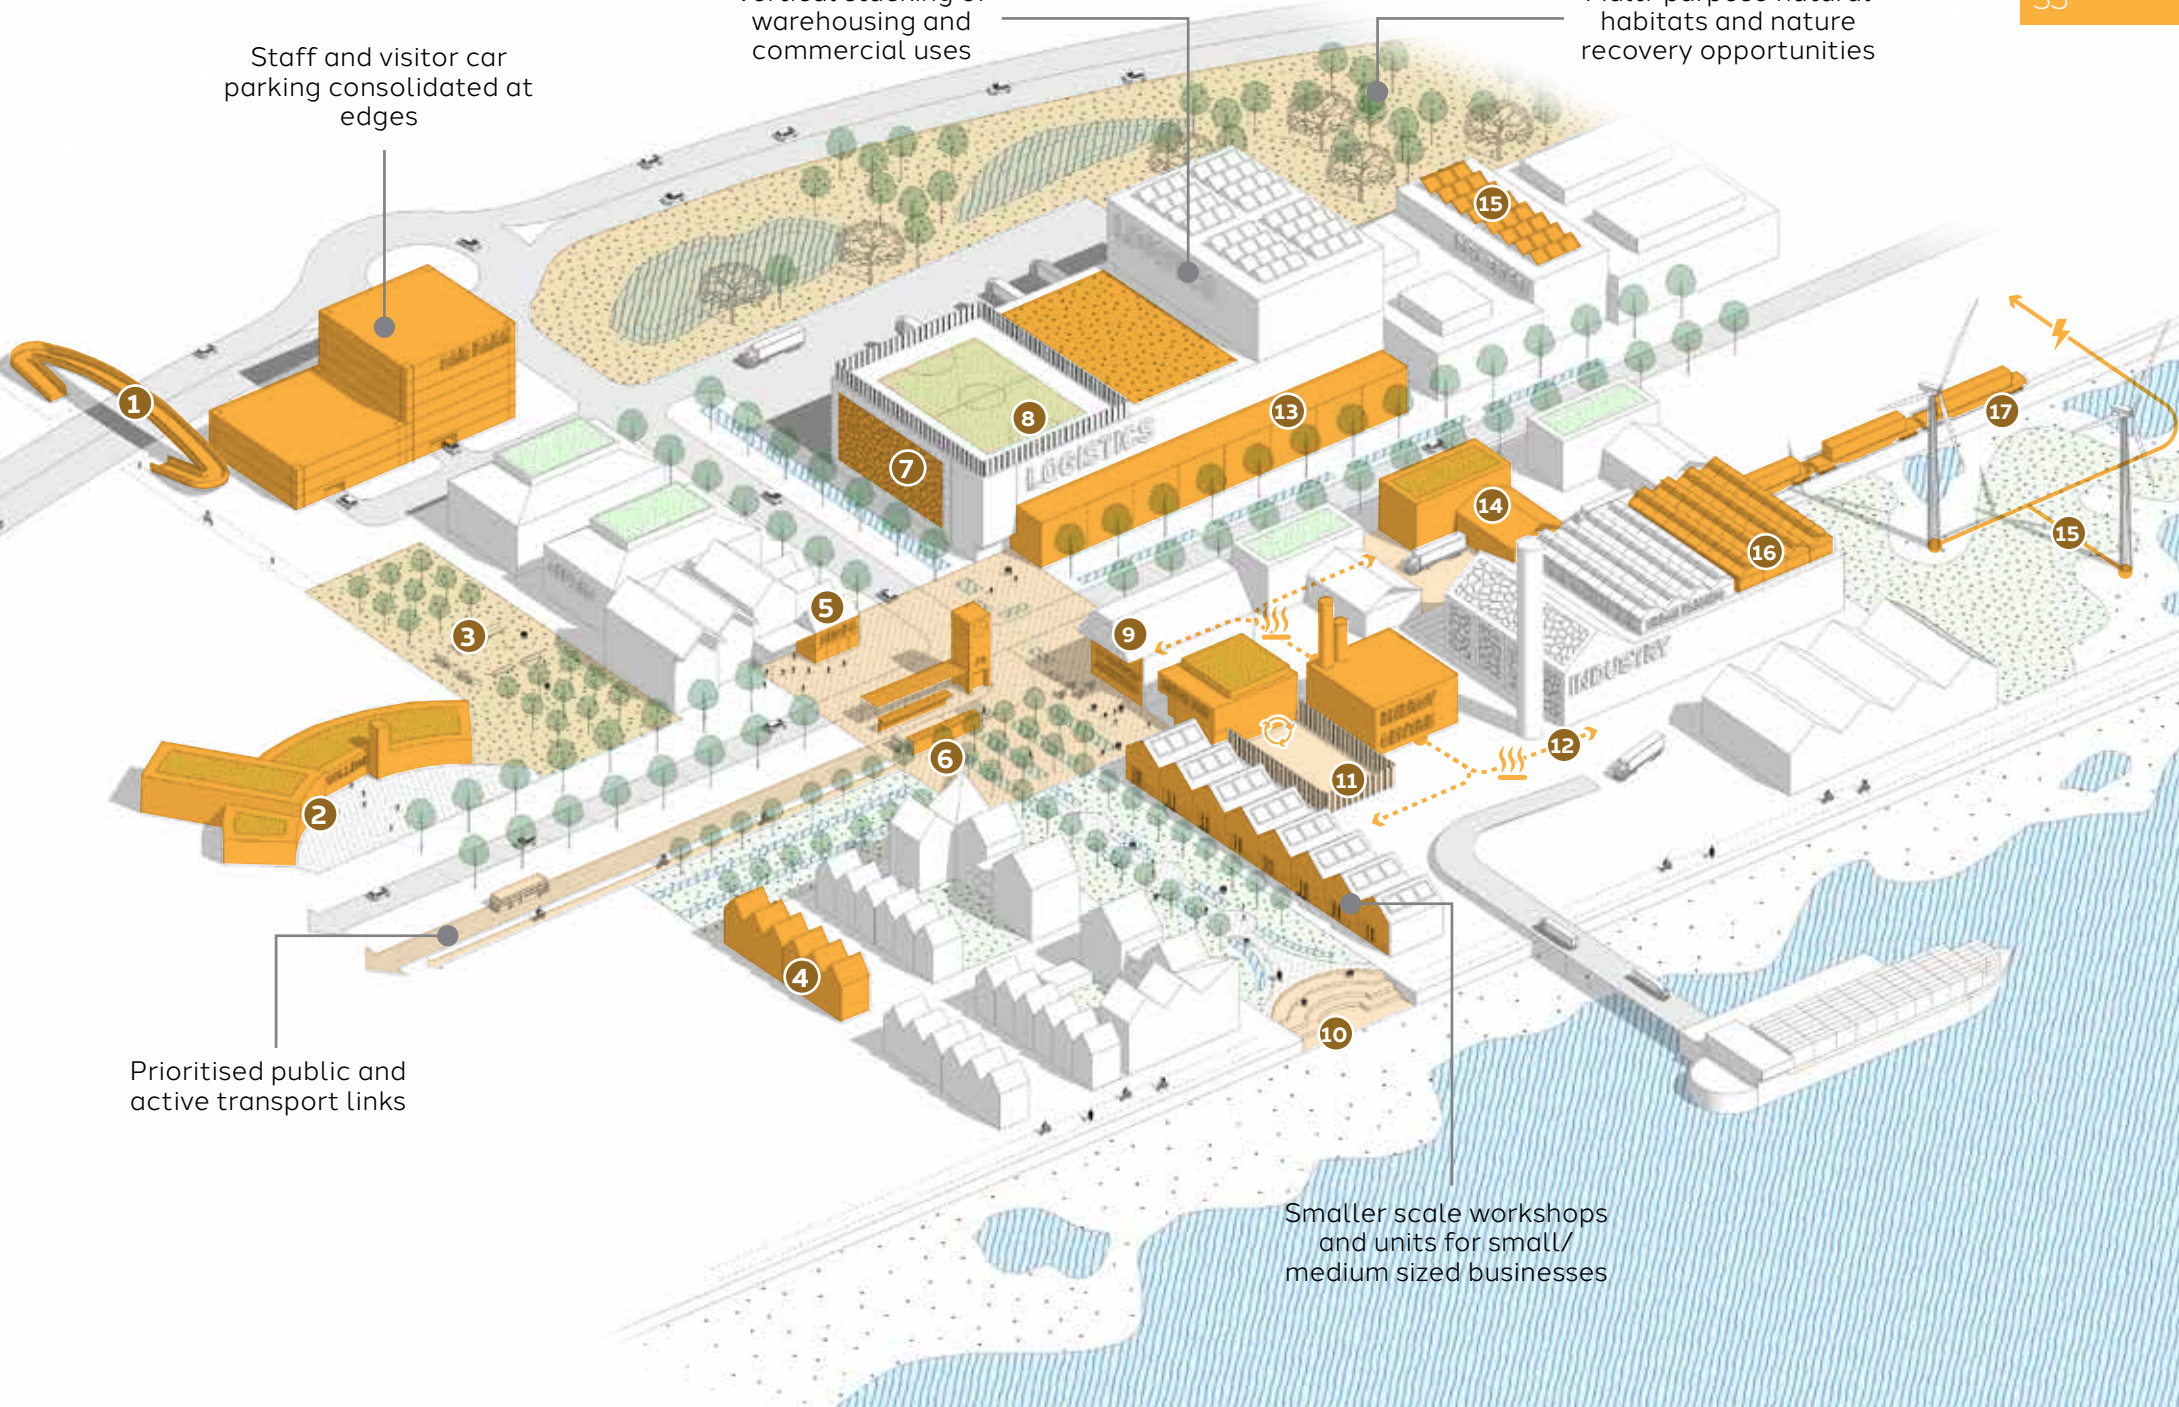 warehousing and
commercial uses
habitats and nature
recovery opportunities
Staff and visitor car
parking consolidated at
edges
15
1
17
13
8
LOGISTICS
7
14
15
16
5
9
3
INDUSTRY
12
6
11
2
4
10
Prioritised public and
active transport links
Smaller scale workshops
and units for small/
medium sized businesses